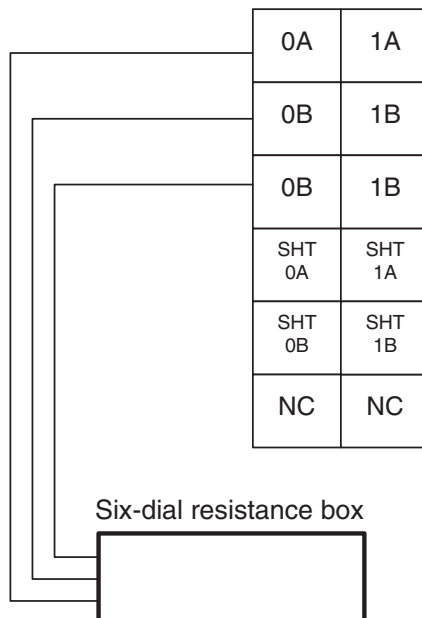 0A 1A
0B 1B
0B 1B
SHT SHT
0A 1A
SHT SHT
0B 1B
NC NC
Six-dial resistance box